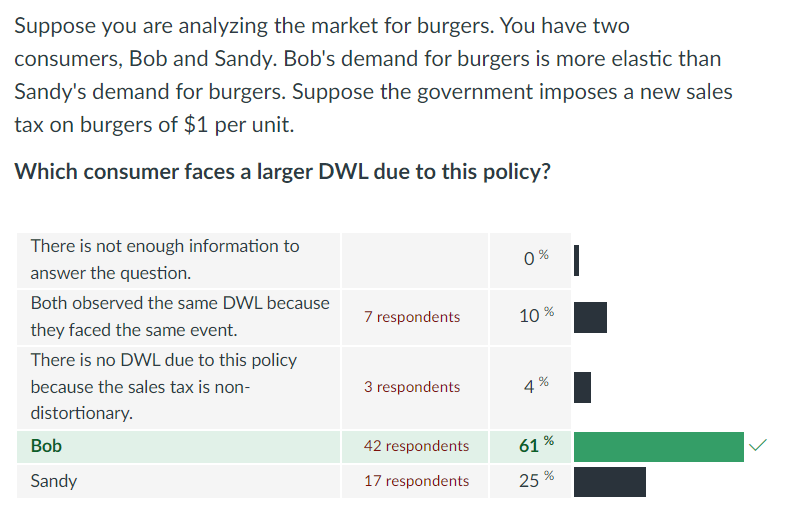 Suppose you are analyzing the market for burgers. You have two
consumers, Bob and Sandy. Bob's demand for burgers is more elastic than
Sandy's demand for burgers. Suppose the government imposes a new sales
tax on burgers of $1 per unit.
Which consumer faces a larger DWL due to this policy?
There is not enough information to
answer the question.
0 %
Both observed the same DWL because
they faced the same event.
7 respondents
10 %
There is no DWL due to this policy
because the sales tax is non-
distortionary.
3 respondents
4 %
Bob
42 respondents
61 %
Sandy
17 respondents
25 %